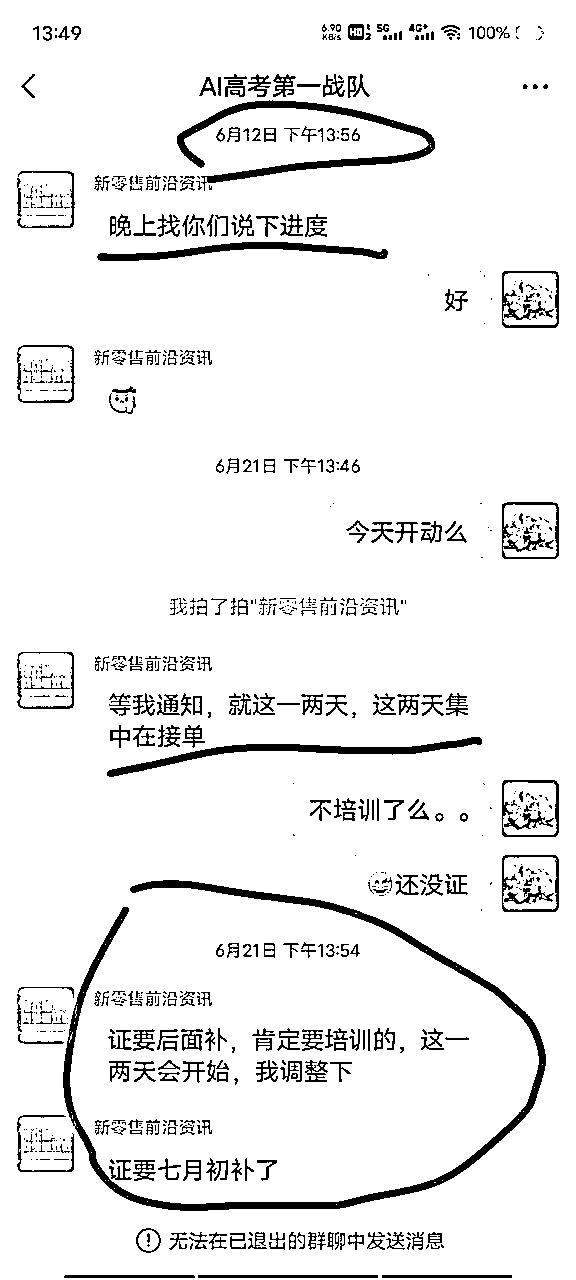 13:49
6.90 KB/S HD 1 2 5G 4G+ 100%
AI高考第一战队
6月12日 下午13:56
新零售前沿资讯
晚上找你们说下进度
好
新零售前沿资讯
6月21日 下午13:46
今天开动么
我拍了拍"新零售前沿资讯"
新零售前沿资讯
等我通知，就这一两天，这两天集
中在接单
不培训了么。。
还没证
6月21日 下午13:54
新零售前沿资讯
证要后面补，肯定要培训的，这一
两天会开始，我调整下
新零售前沿资讯
证要七月初补了
无法在已退出的群聊中发送消息